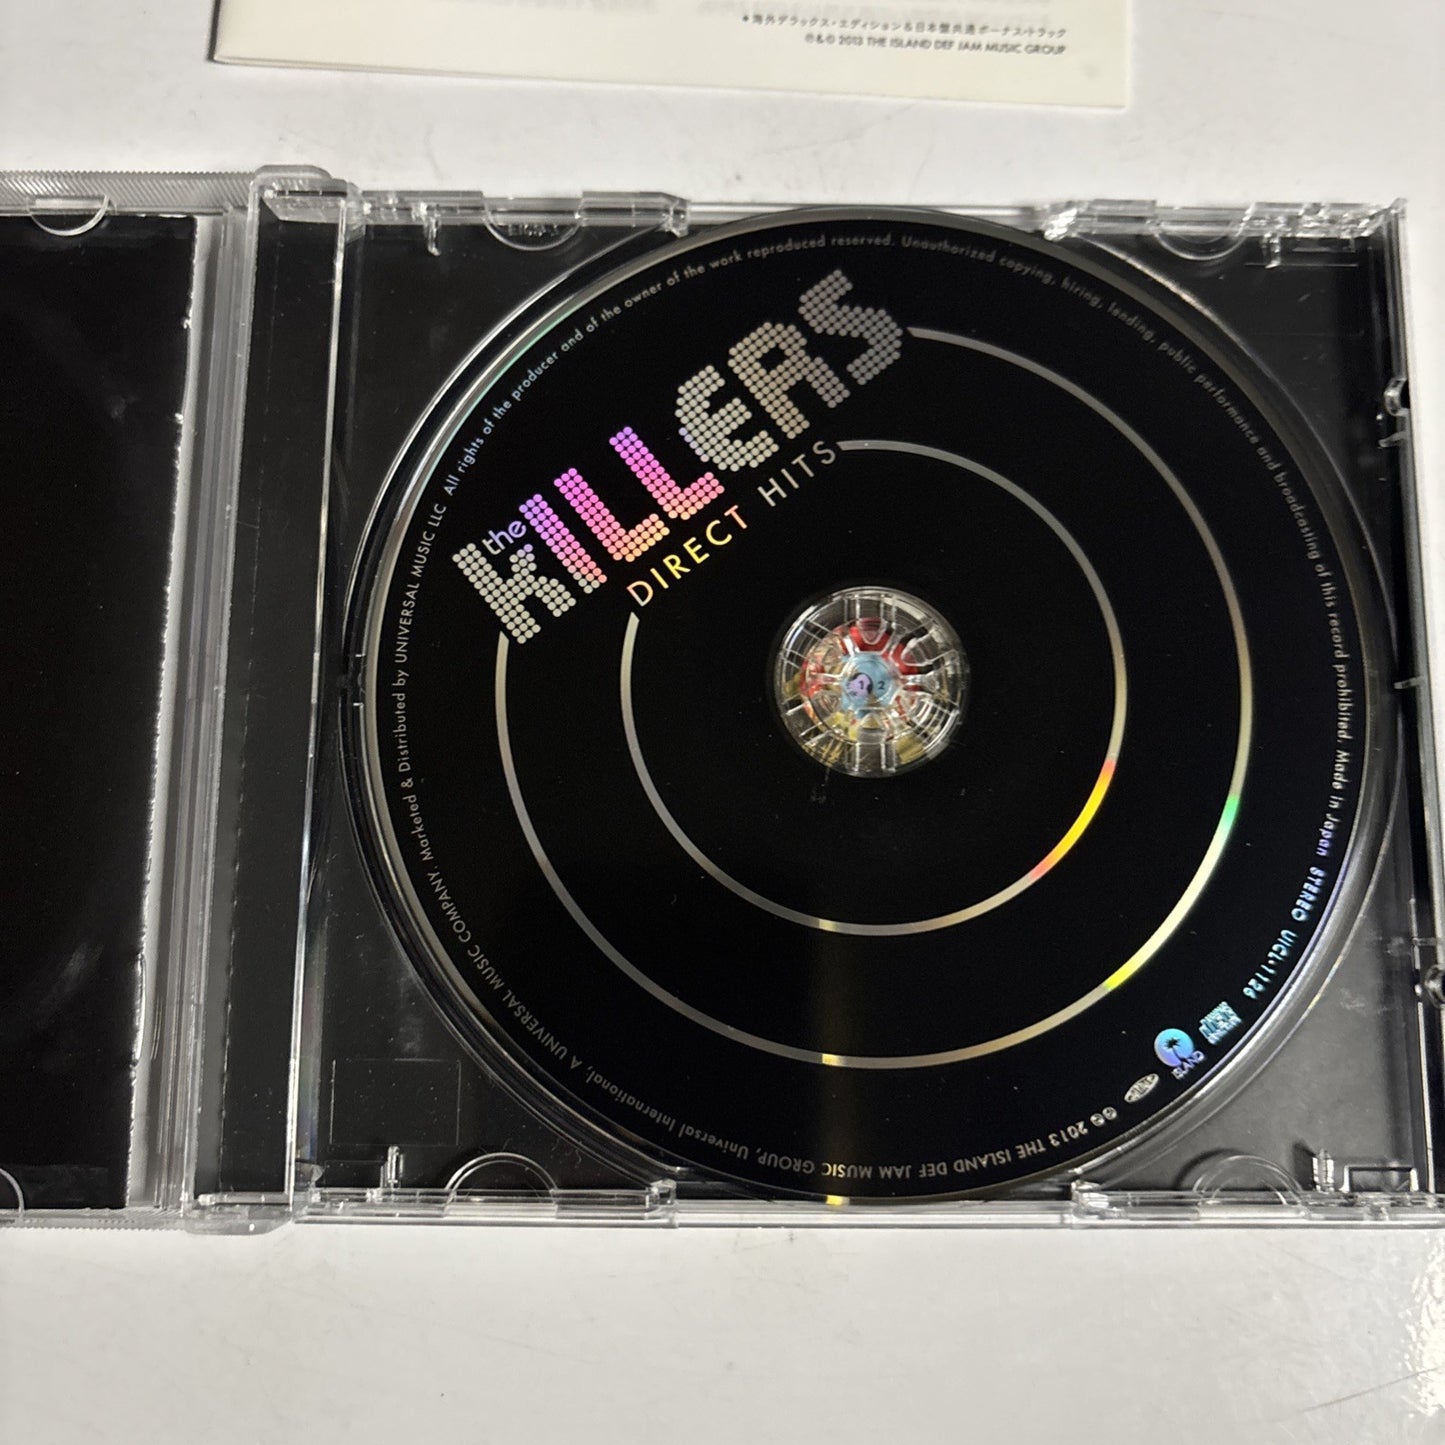 *海外デラックス・エディション&日本盤共通ボーナス・トラック
℗&© 2013 THE ISLAND DEF JAM MUSIC GROUP
All rights of the producer and of the owner of the work reproduced reserved. Unauthorized copying, hiring, lending, public performance and broadcasting of this record prohibited. Made in Japan STEREO UICL-1126
the KILLERS
DIRECT HITS
1 2
ISLAND
℗© 2013 THE ISLAND DEF JAM MUSIC GROUP, Universal International, A UNIVERSAL MUSIC COMPANY. Marketed & Distributed by UNIVERSAL MUSIC LLC